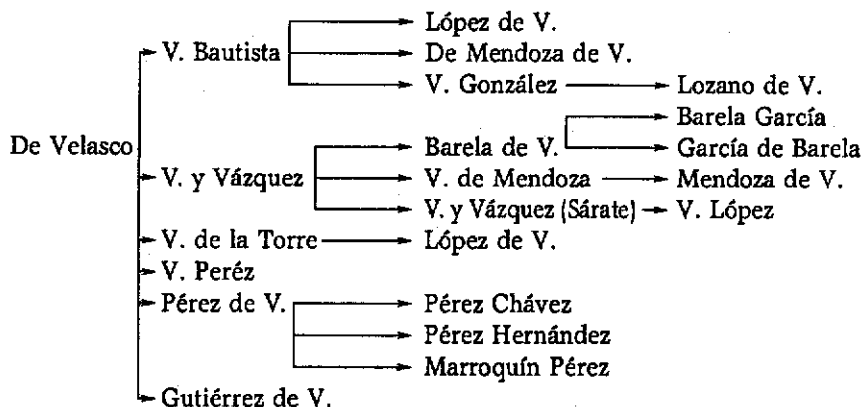 López de V.
V. Bautista De Mendoza de V.
V. González Lozano de V.
Barela García
De Velasco Barela de V. García de Barela
V. y Vázquez V. de Mendoza Mendoza de V.
V. y Vázquez (Sárate) V. López
V. de la Torre López de V.
V. Peréz
Pérez de V. Pérez Chávez
Pérez Hernández
Marroquín Pérez
Gutiérrez de V.